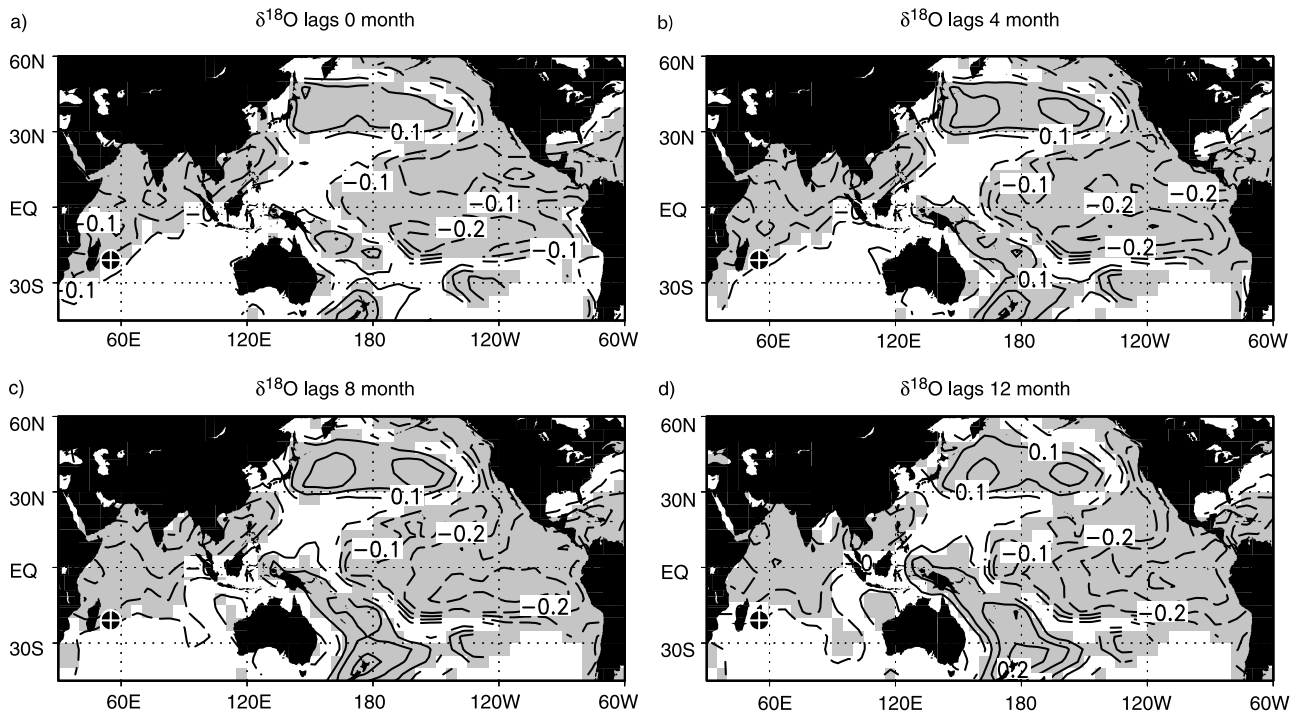 a) δ18O lags 0 month
60N
30N
EQ
30S
60E 120E 180 120W 60W
0.1
−0.1
−0.1
−0.2
−0.1
−0.1
−0
0.1
b) δ18O lags 4 month
60N
30N
EQ
30S
60E 120E 180 120W 60W
0.1
−0.1
−0.2
−0.2
−0.2
0.1
c) δ18O lags 8 month
60N
30N
EQ
30S
60E 120E 180 120W 60W
0.1
−0.2
−0.1
−0.2
d) δ18O lags 12 month
60N
30N
EQ
30S
60E 120E 180 120W 60W
0.1
0.1
−0.2
−0.1
−0.2
0.2